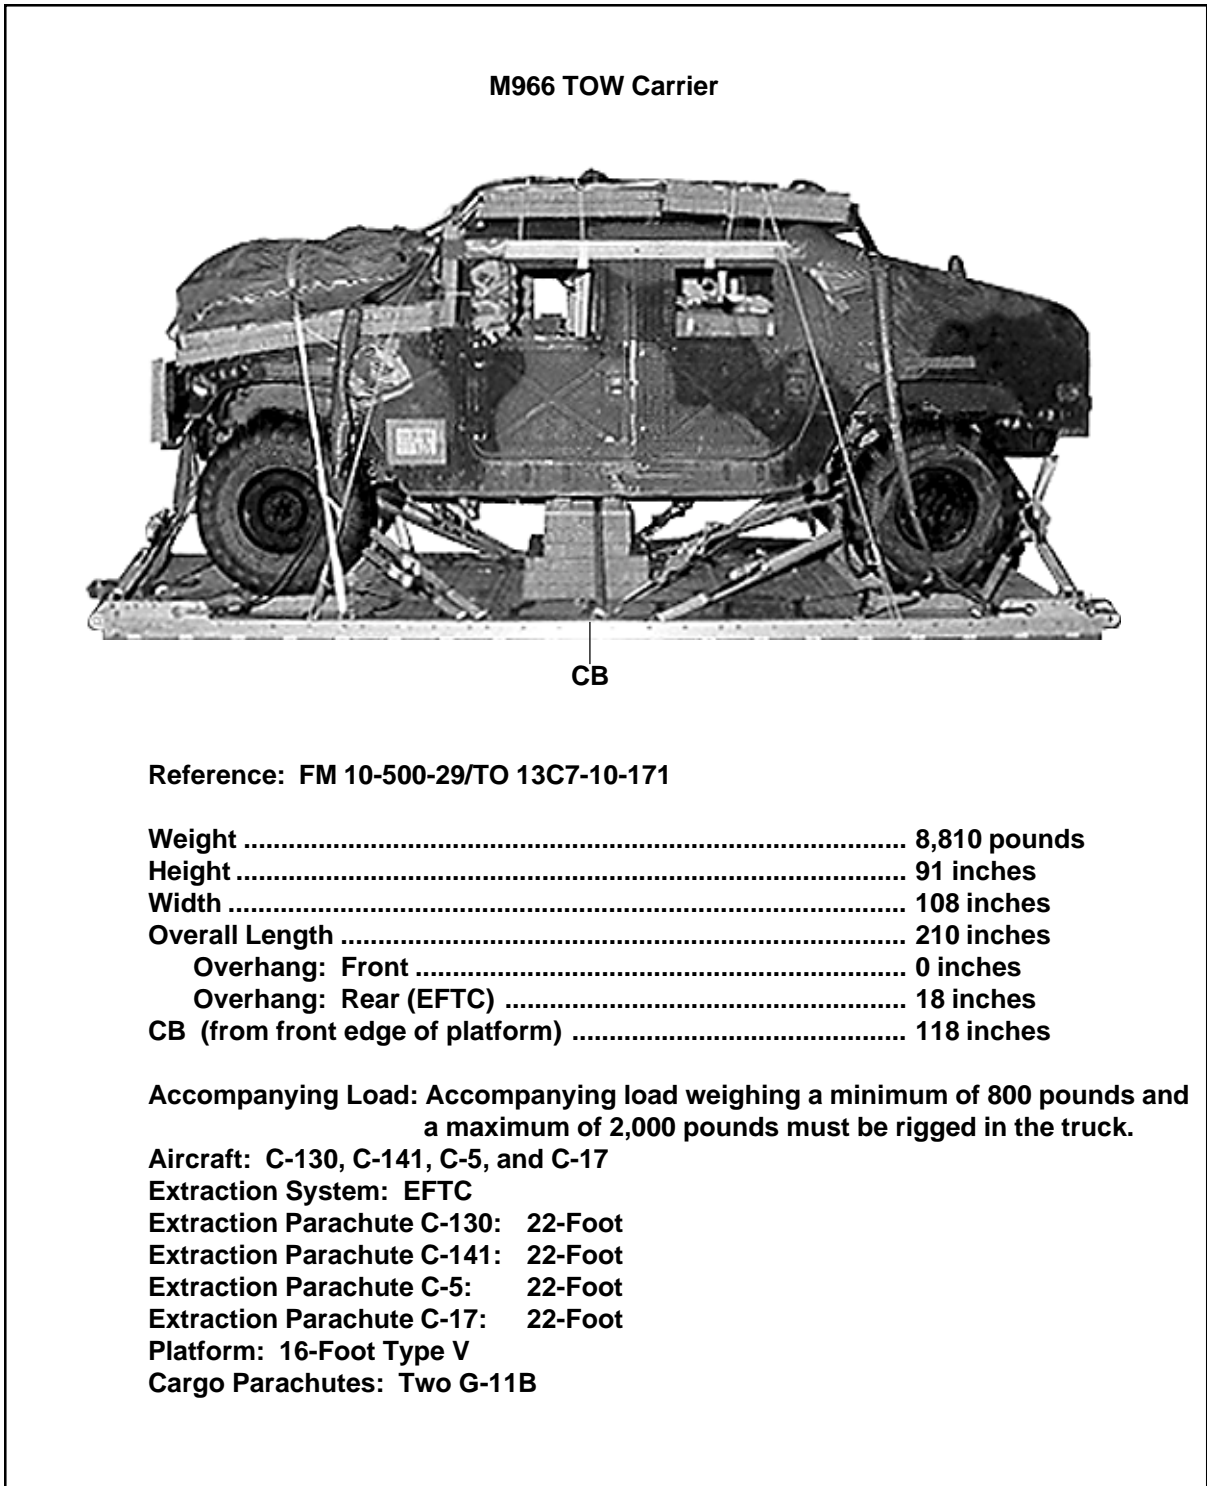 M966 TOW Carrier
CB
Reference: FM 10-500-29/TO 13C7-10-171
Weight ........................................................................................ 8,810 pounds
Height ......................................................................................... 91 inches
Width .......................................................................................... 108 inches
Overall Length ........................................................................... 210 inches
Overhang: Front ................................................................. 0 inches
Overhang: Rear (EFTC) ..................................................... 18 inches
CB (from front edge of platform) ............................................ 118 inches
Accompanying Load: Accompanying load weighing a minimum of 800 pounds and
a maximum of 2,000 pounds must be rigged in the truck.
Aircraft: C-130, C-141, C-5, and C-17
Extraction System: EFTC
Extraction Parachute C-130: 22-Foot
Extraction Parachute C-141: 22-Foot
Extraction Parachute C-5: 22-Foot
Extraction Parachute C-17: 22-Foot
Platform: 16-Foot Type V
Cargo Parachutes: Two G-11B